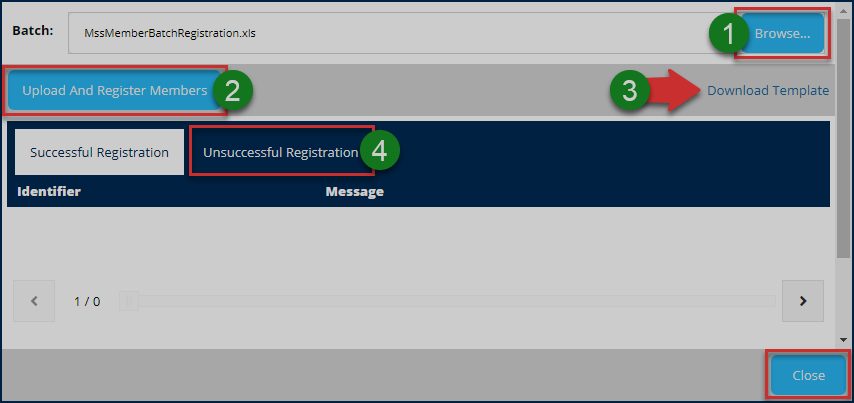 Batch: MssMemberBatchRegistration.xls 1 Browse...
Upload And Register Members 2 3 Download Template
Successful Registration Unsuccessful Registration 4
Identifier Message
1 / 0
Close